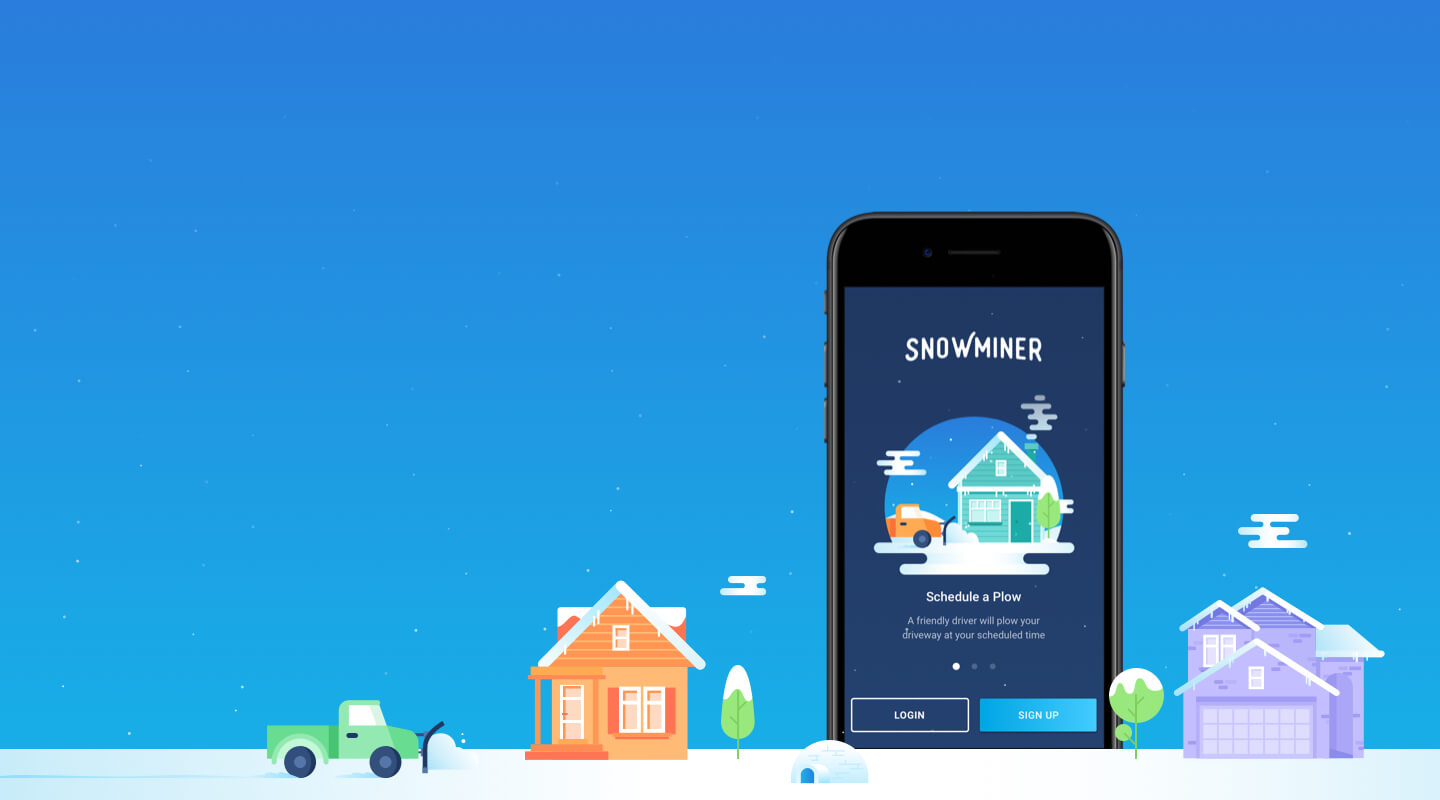 SNOWMINER
Schedule a Plow
A friendly driver will plow your
driveway at your scheduled time
LOGIN
SIGN UP